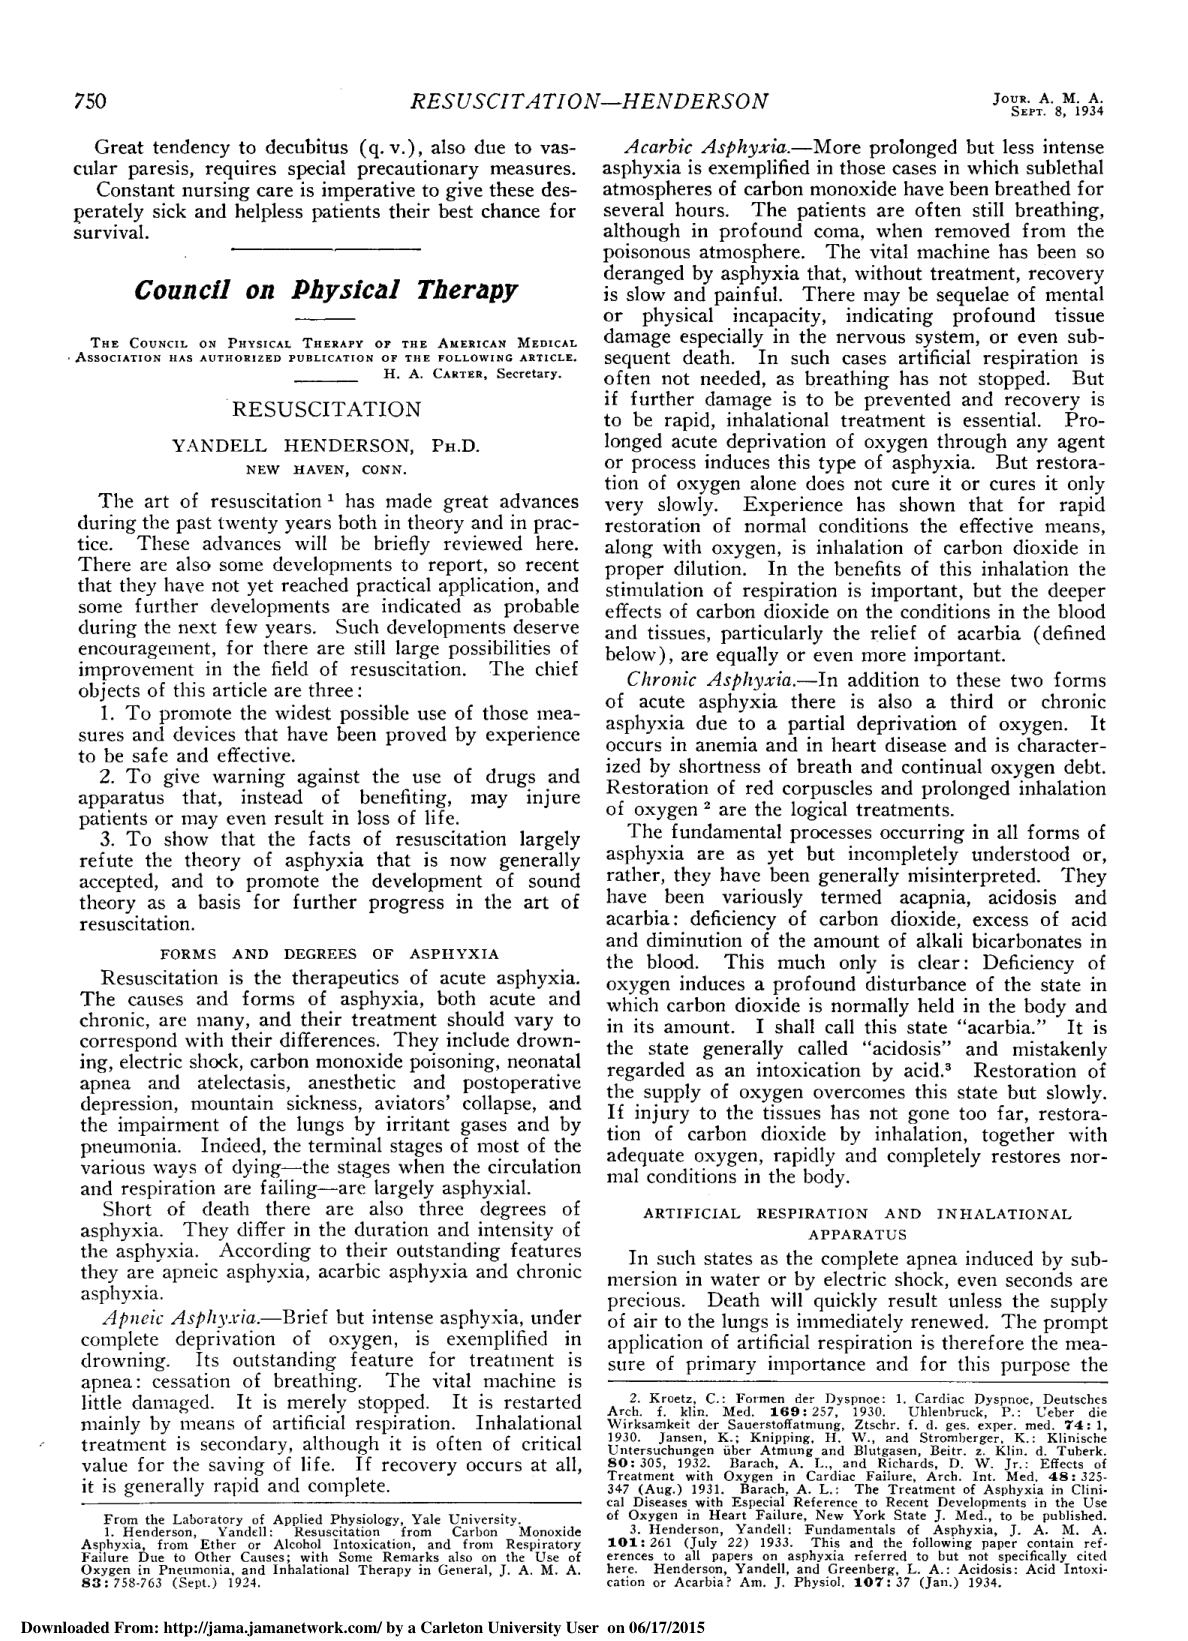 750
RESUSCITATION—HENDERSON
JOUR. A. M. A.
SEPT. 8, 1934
Great tendency to decubitus (q. v.), also due to vas-
cular paresis, requires special precautionary measures.
Constant nursing care is imperative to give these des-
perately sick and helpless patients their best chance for
survival.
Council on Physical Therapy
THE COUNCIL ON PHYSICAL THERAPY OF THE AMERICAN MEDICAL
ASSOCIATION HAS AUTHORIZED PUBLICATION OF THE FOLLOWING ARTICLE.
H. A. CARTER, Secretary.
RESUSCITATION
YANDELL HENDERSON, PH.D.
NEW HAVEN, CONN.
The art of resuscitation 1 has made great advances
during the past twenty years both in theory and in prac-
tice. These advances will be briefly reviewed here.
There are also some developments to report, so recent
that they have not yet reached practical application, and
some further developments are indicated as probable
during the next few years. Such developments deserve
encouragement, for there are still large possibilities of
improvement in the field of resuscitation. The chief
objects of this article are three:
1. To promote the widest possible use of those mea-
sures and devices that have been proved by experience
to be safe and effective.
2. To give warning against the use of drugs and
apparatus that, instead of benefiting, may injure
patients or may even result in loss of life.
3. To show that the facts of resuscitation largely
refute the theory of asphyxia that is now generally
accepted, and to promote the development of sound
theory as a basis for further progress in the art of
resuscitation.
FORMS AND DEGREES OF ASPHYXIA
Resuscitation is the therapeutics of acute asphyxia.
The causes and forms of asphyxia, both acute and
chronic, are many, and their treatment should vary to
correspond with their differences. They include drown-
ing, electric shock, carbon monoxide poisoning, neonatal
apnea and atelectasis, anesthetic and postoperative
depression, mountain sickness, aviators' collapse, and
the impairment of the lungs by irritant gases and by
pneumonia. Indeed, the terminal stages of most of the
various ways of dying—the stages when the circulation
and respiration are failing—are largely asphyxial.
Short of death there are also three degrees of
asphyxia. They differ in the duration and intensity of
the asphyxia. According to their outstanding features
they are apneic asphyxia, acarbic asphyxia and chronic
asphyxia.
Apneic Asphyxia.—Brief but intense asphyxia, under
complete deprivation of oxygen, is exemplified in
drowning. Its outstanding feature for treatment is
apnea: cessation of breathing. The vital machine is
little damaged. It is merely stopped. It is restarted
mainly by means of artificial respiration. Inhalational
treatment is secondary, although it is often of critical
value for the saving of life. If recovery occurs at all,
it is generally rapid and complete.
From the Laboratory of Applied Physiology, Yale University.
1. Henderson, Yandell: Resuscitation from Carbon Monoxide
Asphyxia, from Ether or Alcohol Intoxication, and from Respiratory
Failure Due to Other Causes; with Some Remarks also on the Use of
Oxygen in Pneumonia, and Inhalational Therapy in General, J. A. M. A.
83: 758-763 (Sept.) 1924.
Acarbic Asphyxia.—More prolonged but less intense
asphyxia is exemplified in those cases in which sublethal
atmospheres of carbon monoxide have been breathed for
several hours. The patients are often still breathing,
although in profound coma, when removed from the
poisonous atmosphere. The vital machine has been so
deranged by asphyxia that, without treatment, recovery
is slow and painful. There may be sequelae of mental
or physical incapacity, indicating profound tissue
damage especially in the nervous system, or even sub-
sequent death. In such cases artificial respiration is
often not needed, as breathing has not stopped. But
if further damage is to be prevented and recovery is
to be rapid, inhalational treatment is essential. Pro-
longed acute deprivation of oxygen through any agent
or process induces this type of asphyxia. But restora-
tion of oxygen alone does not cure it or cures it only
very slowly. Experience has shown that for rapid
restoration of normal conditions the effective means,
along with oxygen, is inhalation of carbon dioxide in
proper dilution. In the benefits of this inhalation the
stimulation of respiration is important, but the deeper
effects of carbon dioxide on the conditions in the blood
and tissues, particularly the relief of acarbia (defined
below), are equally or even more important.
Chronic Asphyxia.—In addition to these two forms
of acute asphyxia there is also a third or chronic
asphyxia due to a partial deprivation of oxygen. It
occurs in anemia and in heart disease and is character-
ized by shortness of breath and continual oxygen debt.
Restoration of red corpuscles and prolonged inhalation
of oxygen 2 are the logical treatments.
The fundamental processes occurring in all forms of
asphyxia are as yet but incompletely understood or,
rather, they have been generally misinterpreted. They
have been variously termed acapnia, acidosis and
acarbia: deficiency of carbon dioxide, excess of acid
and diminution of the amount of alkali bicarbonates in
the blood. This much only is clear: Deficiency of
oxygen induces a profound disturbance of the state in
which carbon dioxide is normally held in the body and
in its amount. I shall call this state "acarbia." It is
the state generally called "acidosis" and mistakenly
regarded as an intoxication by acid.3 Restoration of
the supply of oxygen overcomes this state but slowly.
If injury to the tissues has not gone too far, restora-
tion of carbon dioxide by inhalation, together with
adequate oxygen, rapidly and completely restores nor-
mal conditions in the body.
ARTIFICIAL RESPIRATION AND INHALATIONAL
APPARATUS
In such states as the complete apnea induced by sub-
mersion in water or by electric shock, even seconds are
precious. Death will quickly result unless the supply
of air to the lungs is immediately renewed. The prompt
application of artificial respiration is therefore the mea-
sure of primary importance and for this purpose the
2. Kroetz, C.: Formen der Dyspnoe: 1. Cardiac Dyspnoe, Deutsches
Arch. f. klin. Med. 169: 257, 1930. Uhlenbruck, P.: Ueber die
Wirksamkeit der Sauerstoffatmung, Ztschr. f. d. ges. exper. med. 74: 1,
1930. Jansen, K.; Knipping, H. W., and Stromberger, K.: Klinische
Untersuchungen über Atmung and Blutgasen, Beitr. z. Klin. d. Tuberk.
80: 305, 1932. Barach, A. L., and Richards, D. W. Jr.: Effects of
Treatment with Oxygen in Cardiac Failure, Arch. Int. Med. 48: 325-
347 (Aug.) 1931. Barach, A. L.: The Treatment of Asphyxia in Clini-
cal Diseases with Especial Reference to Recent Developments in the Use
of Oxygen in Heart Failure, New York State J. Med., to be published.
3. Henderson, Yandell: Fundamentals of Asphyxia, J. A. M. A.
101: 261 (July 22) 1933. This and the following paper contain ref-
erences to all papers on asphyxia referred to but not specifically cited
here. Henderson, Yandell, and Greenberg, L. A.: Acidosis: Acid Intoxi-
cation or Acarbia? Am. J. Physiol. 107: 37 (Jan.) 1934.
Downloaded From: http://jama.jamanetwork.com/ by a Carleton University User on 06/17/2015